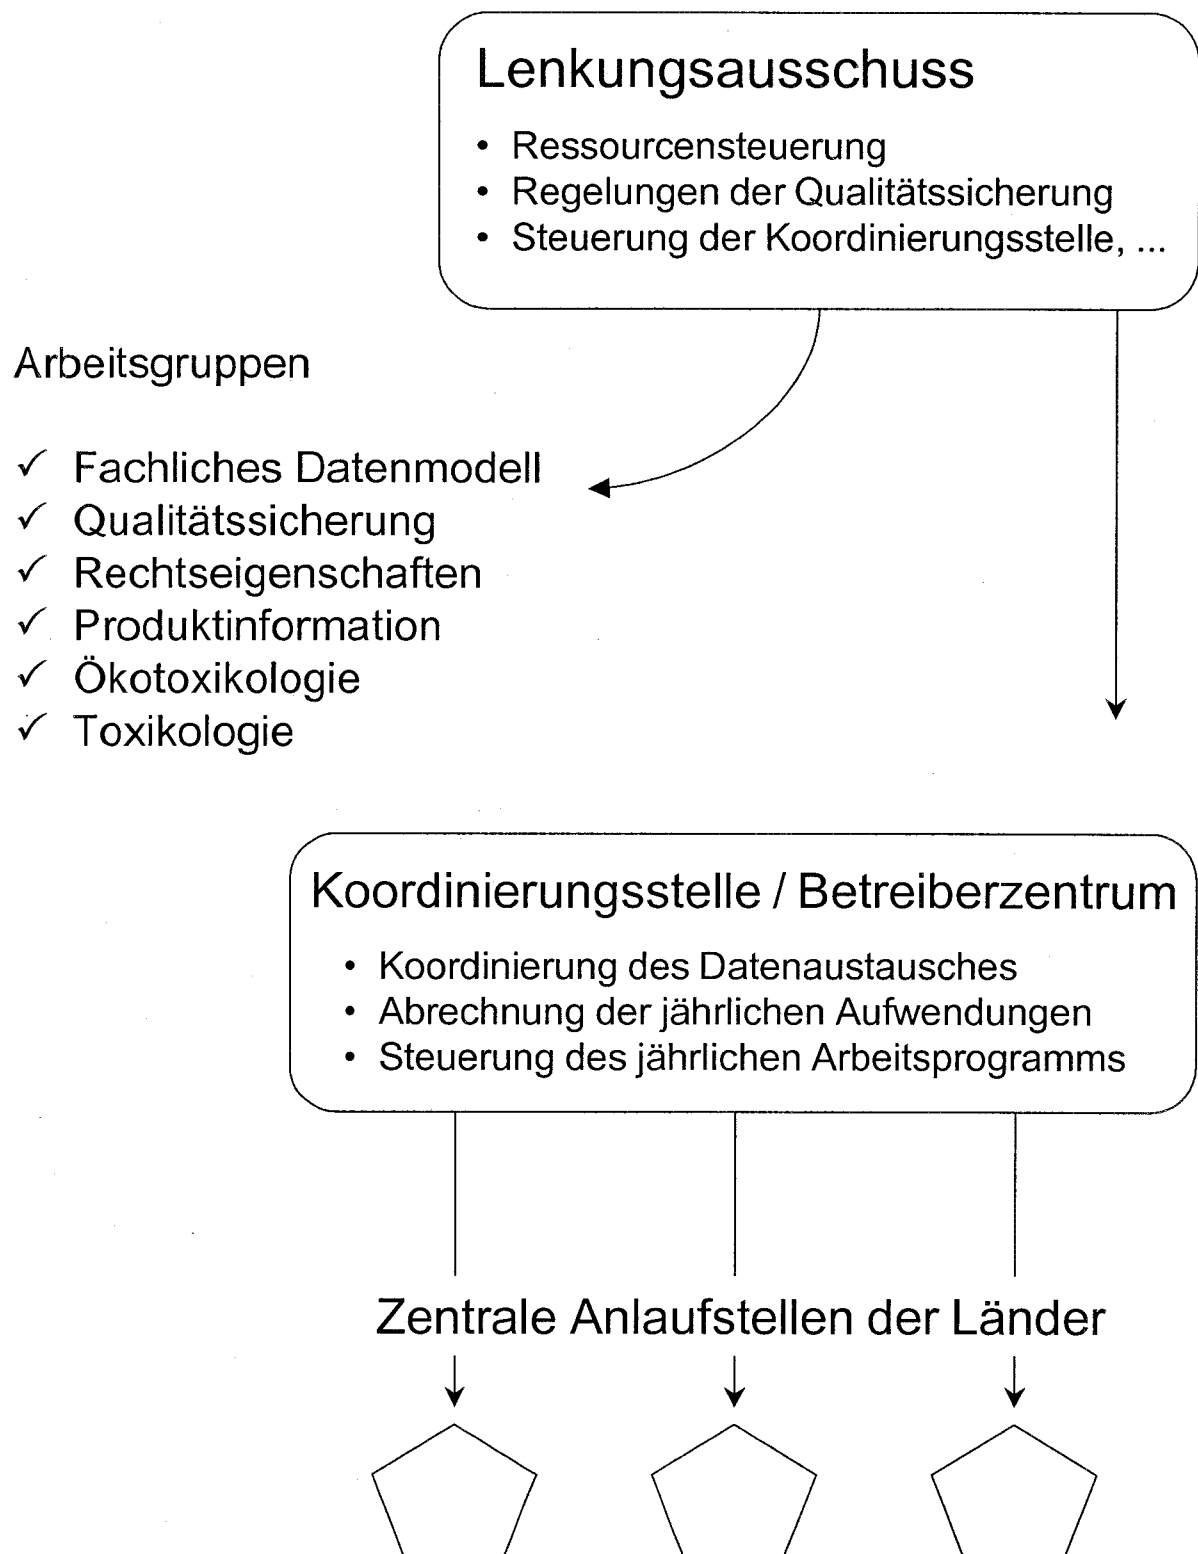 Lenkungsausschuss
• Ressourcensteuerung
• Regelungen der Qualitätssicherung
• Steuerung der Koordinierungsstelle, ...
Arbeitsgruppen
✓ Fachliches Datenmodell
✓ Qualitätssicherung
✓ Rechtseigenschaften
✓ Produktinformation
✓ Ökotoxikologie
✓ Toxikologie
Koordinierungsstelle / Betreiberzentrum
• Koordinierung des Datenaustausches
• Abrechnung der jährlichen Aufwendungen
• Steuerung des jährlichen Arbeitsprogramms
Zentrale Anlaufstellen der Länder